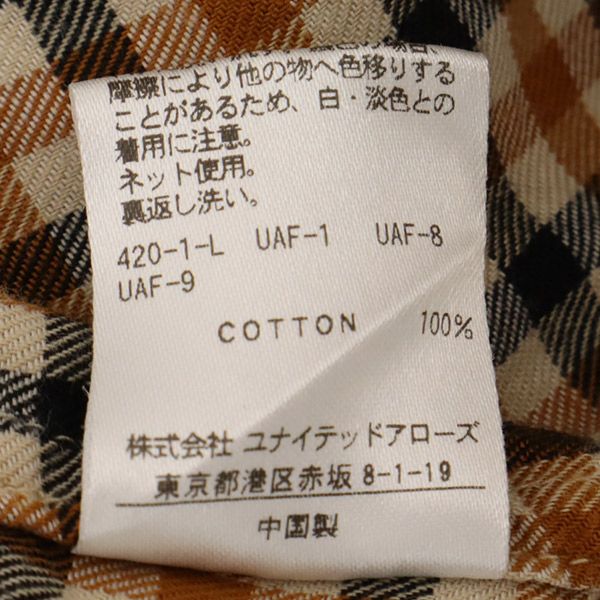 摩擦により他の物へ色移りする
ことがあるため、白・淡色との
着用に注意。
ネット使用。
裏返し洗い。
420-1-L UAF-1 UAF-8
UAF-9
COTTON 100%
株式会社 ユナイテッドアローズ
東京都港区赤坂 8-1-19
中国製